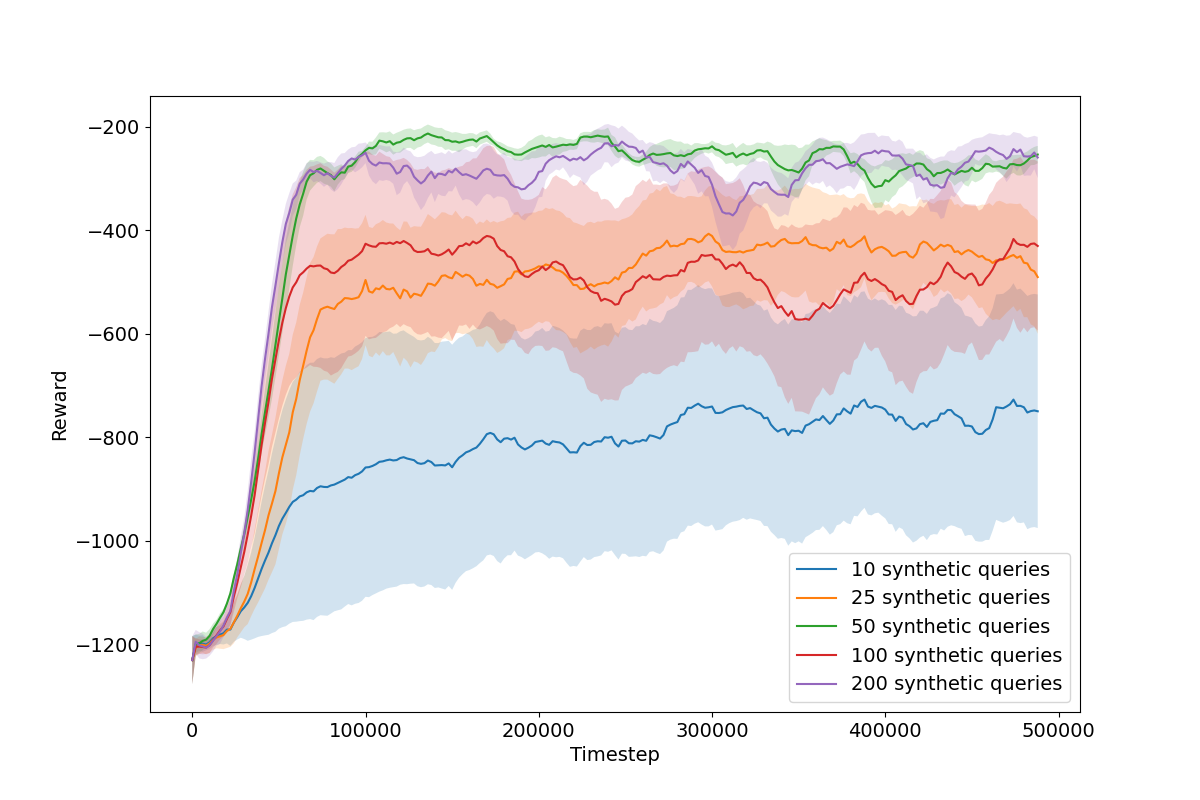 −200
−400
−600
−800
−1000
−1200
Reward
0
100000
200000
300000
400000
500000
Timestep
10 synthetic queries
25 synthetic queries
50 synthetic queries
100 synthetic queries
200 synthetic queries